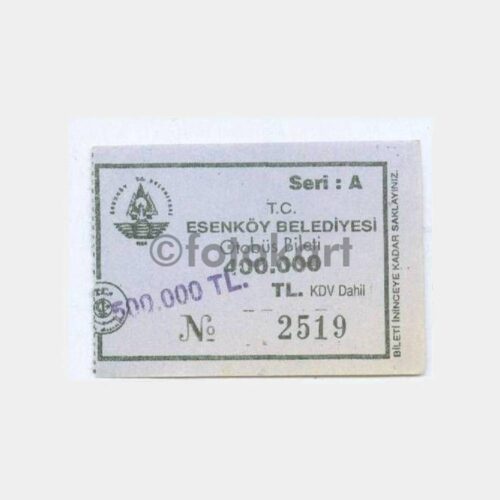 Seri : A
T.C.
ESENKÖY BELEDİYESİ
Otobüs Bileti
400.000
TL. KDV Dahil
500.000 TL.
№ 2519
BİLETİ İNİNCEYE KADAR SAKLAYINIZ.
©fotokart